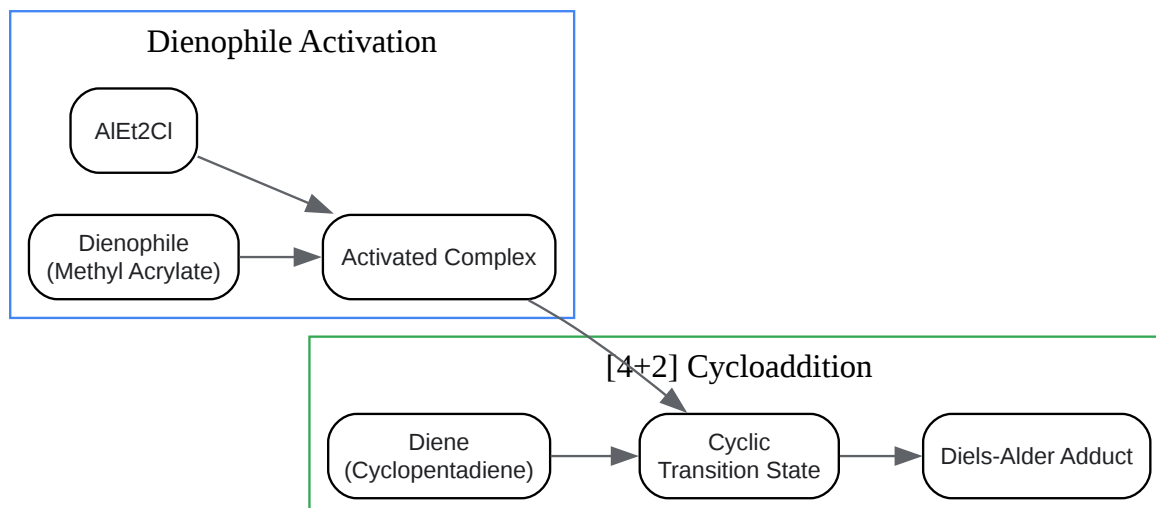 Dienophile Activation
AlEt2Cl
Dienophile
(Methyl Acrylate)
Activated Complex
[4+2] Cycloaddition
Diene
(Cyclopentadiene)
Cyclic
Transition State
Diels-Alder Adduct